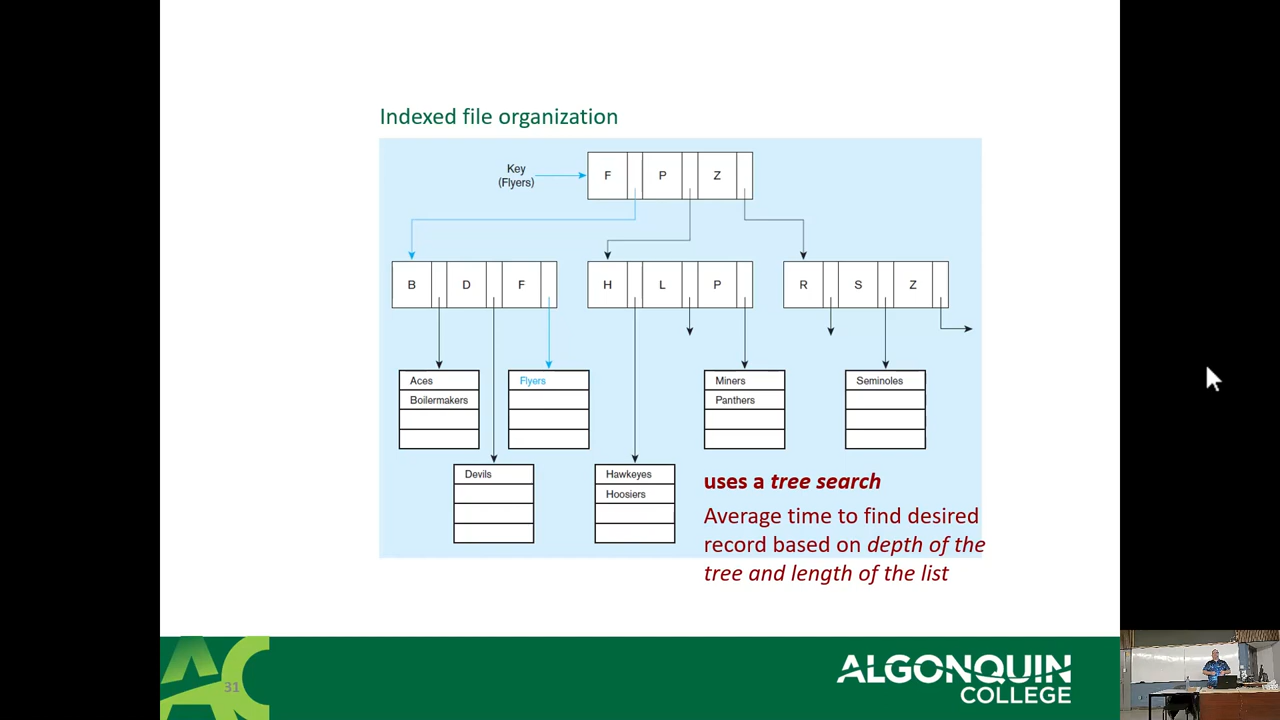 Indexed file organization
Key
(Flyers)
F P Z
B D F H L P R S Z
Aces
Boilermakers
Flyers
Miners
Panthers
Seminoles
Devils
Hawkeyes
Hoosiers
uses a tree search
Average time to find desired
record based on depth of the
tree and length of the list
AC
31
ALGONQUIN
COLLEGE